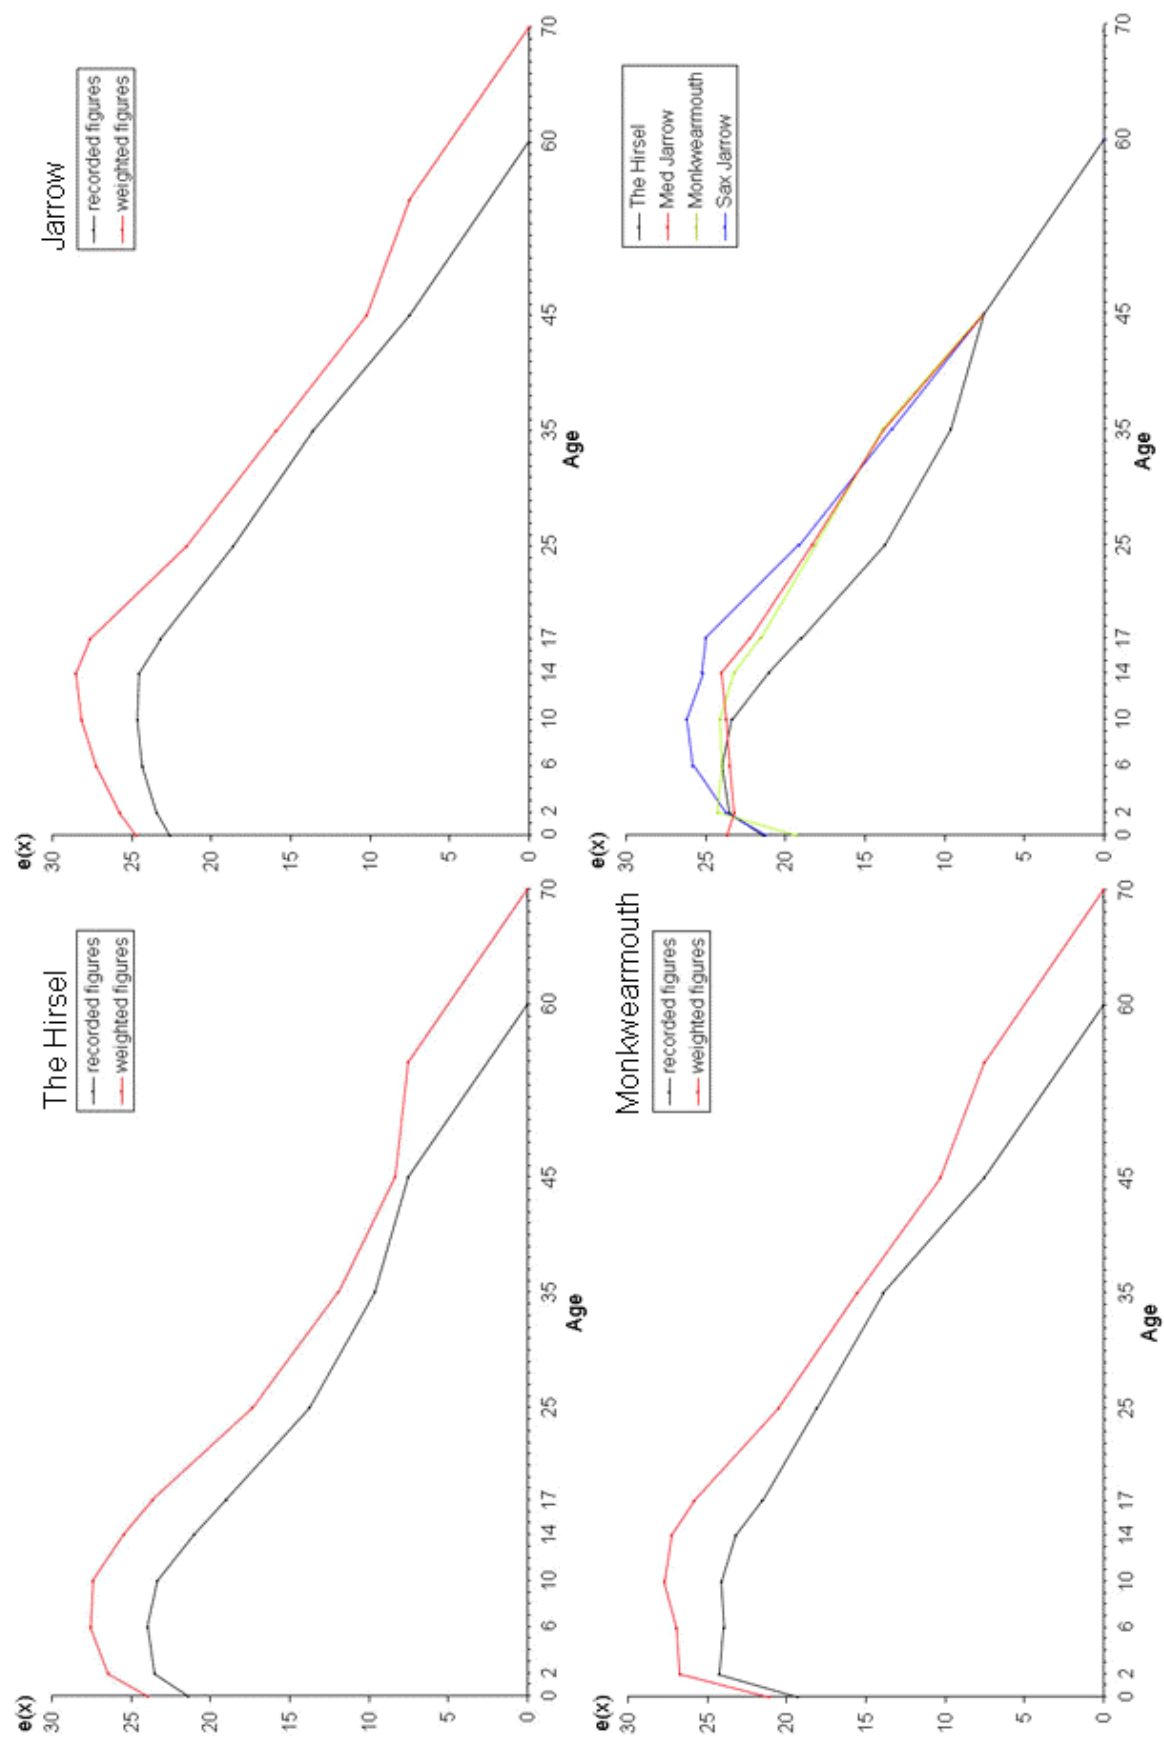 The Hirsel
e(x)
30
25
20
15
10
5
0
recorded figures
weighted figures
0 2 6 10 14 17 25 35 45 60 70
Age
Jarrow
e(x)
30
25
20
15
10
5
0
recorded figures
weighted figures
0 2 6 10 14 17 25 35 45 60 70
Age
Monkwearmouth
e(x)
30
25
20
15
10
5
0
recorded figures
weighted figures
0 2 6 10 14 17 25 35 45 60 70
Age
e(x)
30
25
20
15
10
5
0
The Hirsel
Med Jarrow
Monkwearmouth
Sax Jarrow
0 2 6 10 14 17 25 35 45 60 70
Age